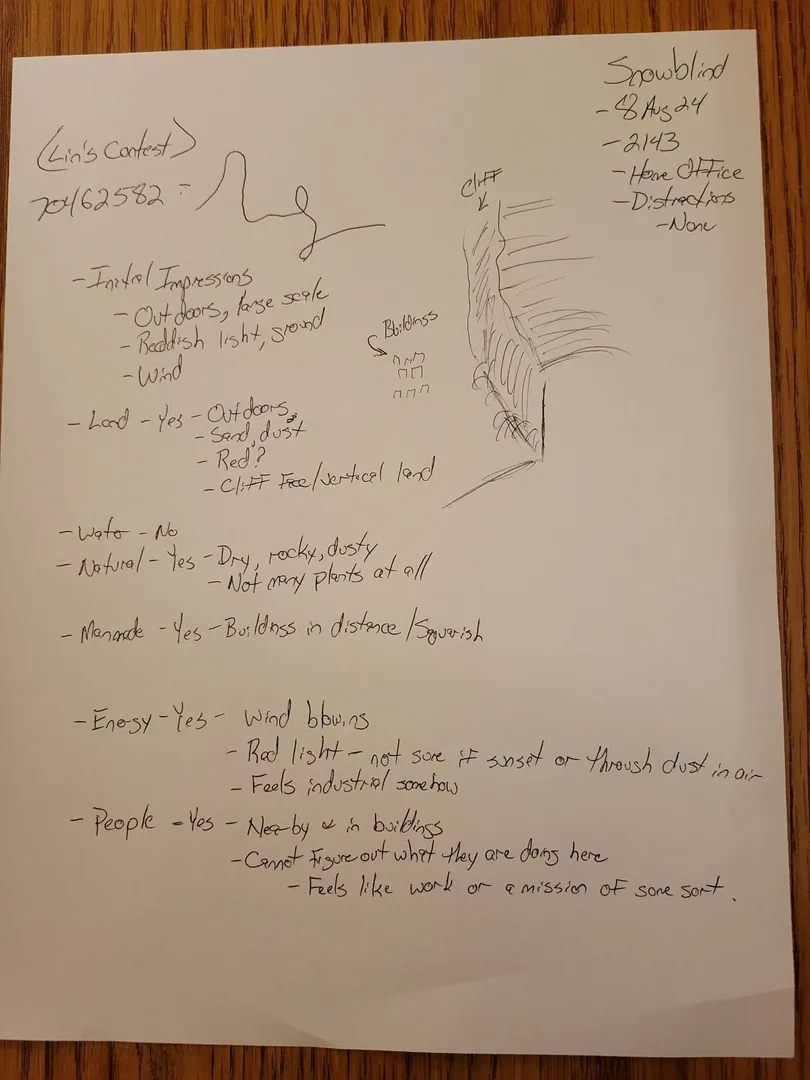 Snowblind
- 8 Aug 24
- 2143
- Home Office
- Distractions
- None
(Lin's Contest)
70462582 =
Cliff
Buildings
- Initial Impressions
- Outdoors, large scale
- Reddish light, ground
- Wind
- Land - Yes - Outdoors,
- Sand, dust
- Red?
- Cliff Face/vertical land
- Water - No
- Natural - Yes - Dry, rocky, dusty
- Not many plants at all
- Manmade - Yes - Buildings in distance/Squarish
- Energy - Yes - Wind blowing
- Red light - not sure if sunset or through dust in air
- Feels industrial somehow
- People - Yes - Nearby & in buildings
- Cannot figure out what they are doing here
- Feels like work or a mission of some sort.